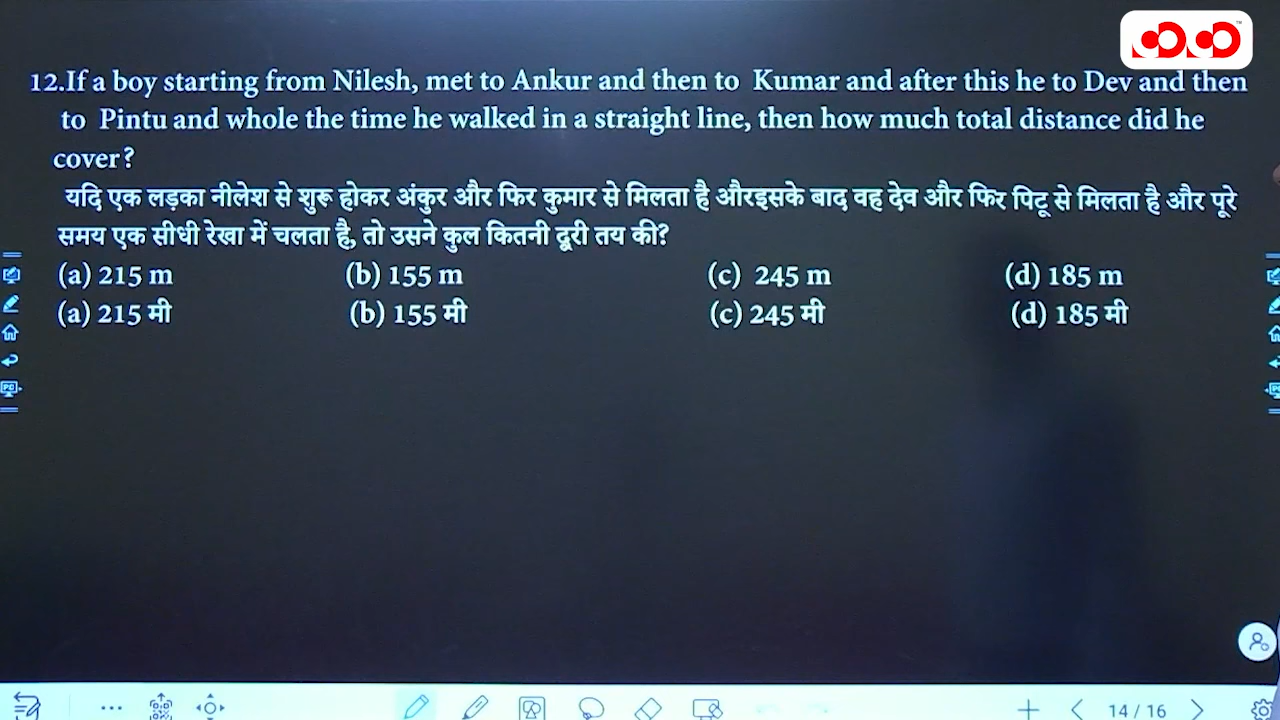 12.If a boy starting from Nilesh, met to Ankur and then to Kumar and after this he to Dev and then
to Pintu and whole the time he walked in a straight line, then how much total distance did he
cover?
यदि एक लड़का नीलेश से शुरू होकर अंकुर और फिर कुमार से मिलता है औरइसके बाद वह देव और फिर पिंटू से मिलता है और पूरे
समय एक सीधी रेखा में चलता है, तो उसने कुल कितनी दूरी तय की?
(a) 215 m (b) 155 m (c) 245 m (d) 185 m
(a) 215 मी (b) 155 मी (c) 245 मी (d) 185 मी
14 / 16